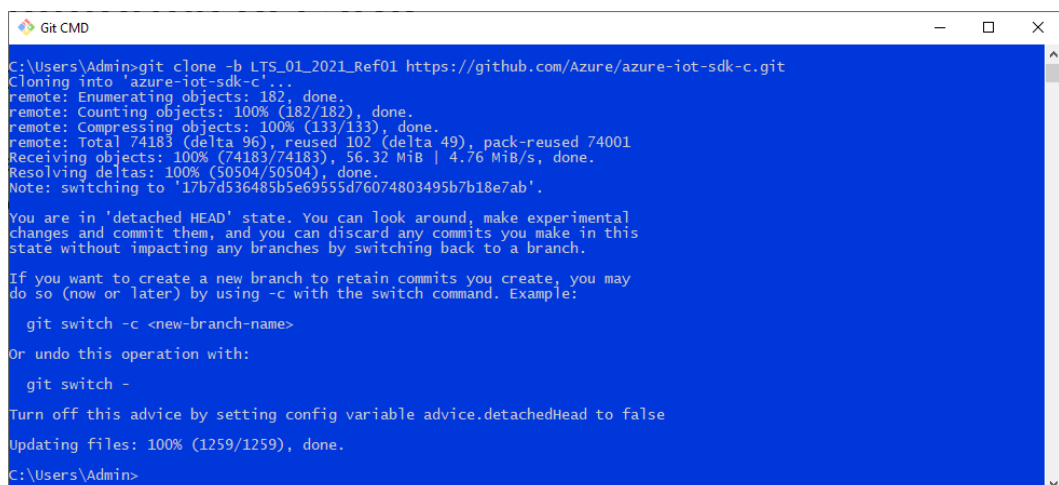 Git CMD
C:\Users\Admin>git clone -b LTS_01_2021_Ref01 https://github.com/Azure/azure-iot-sdk-c.git
Cloning into 'azure-iot-sdk-c'...
remote: Enumerating objects: 182, done.
remote: Counting objects: 100% (182/182), done.
remote: Compressing objects: 100% (133/133), done.
remote: Total 74183 (delta 96), reused 102 (delta 49), pack-reused 74001
Receiving objects: 100% (74183/74183), 56.32 MiB | 4.76 MiB/s, done.
Resolving deltas: 100% (50504/50504), done.
Note: switching to '17b7d536485b5e69555d76074803495b7b18e7ab'.
You are in 'detached HEAD' state. You can look around, make experimental
changes and commit them, and you can discard any commits you make in this
state without impacting any branches by switching back to a branch.
If you want to create a new branch to retain commits you create, you may
do so (now or later) by using -c with the switch command. Example:
git switch -c <new-branch-name>
Or undo this operation with:
git switch -
Turn off this advice by setting config variable advice.detachedHead to false
Updating files: 100% (1259/1259), done.
C:\Users\Admin>